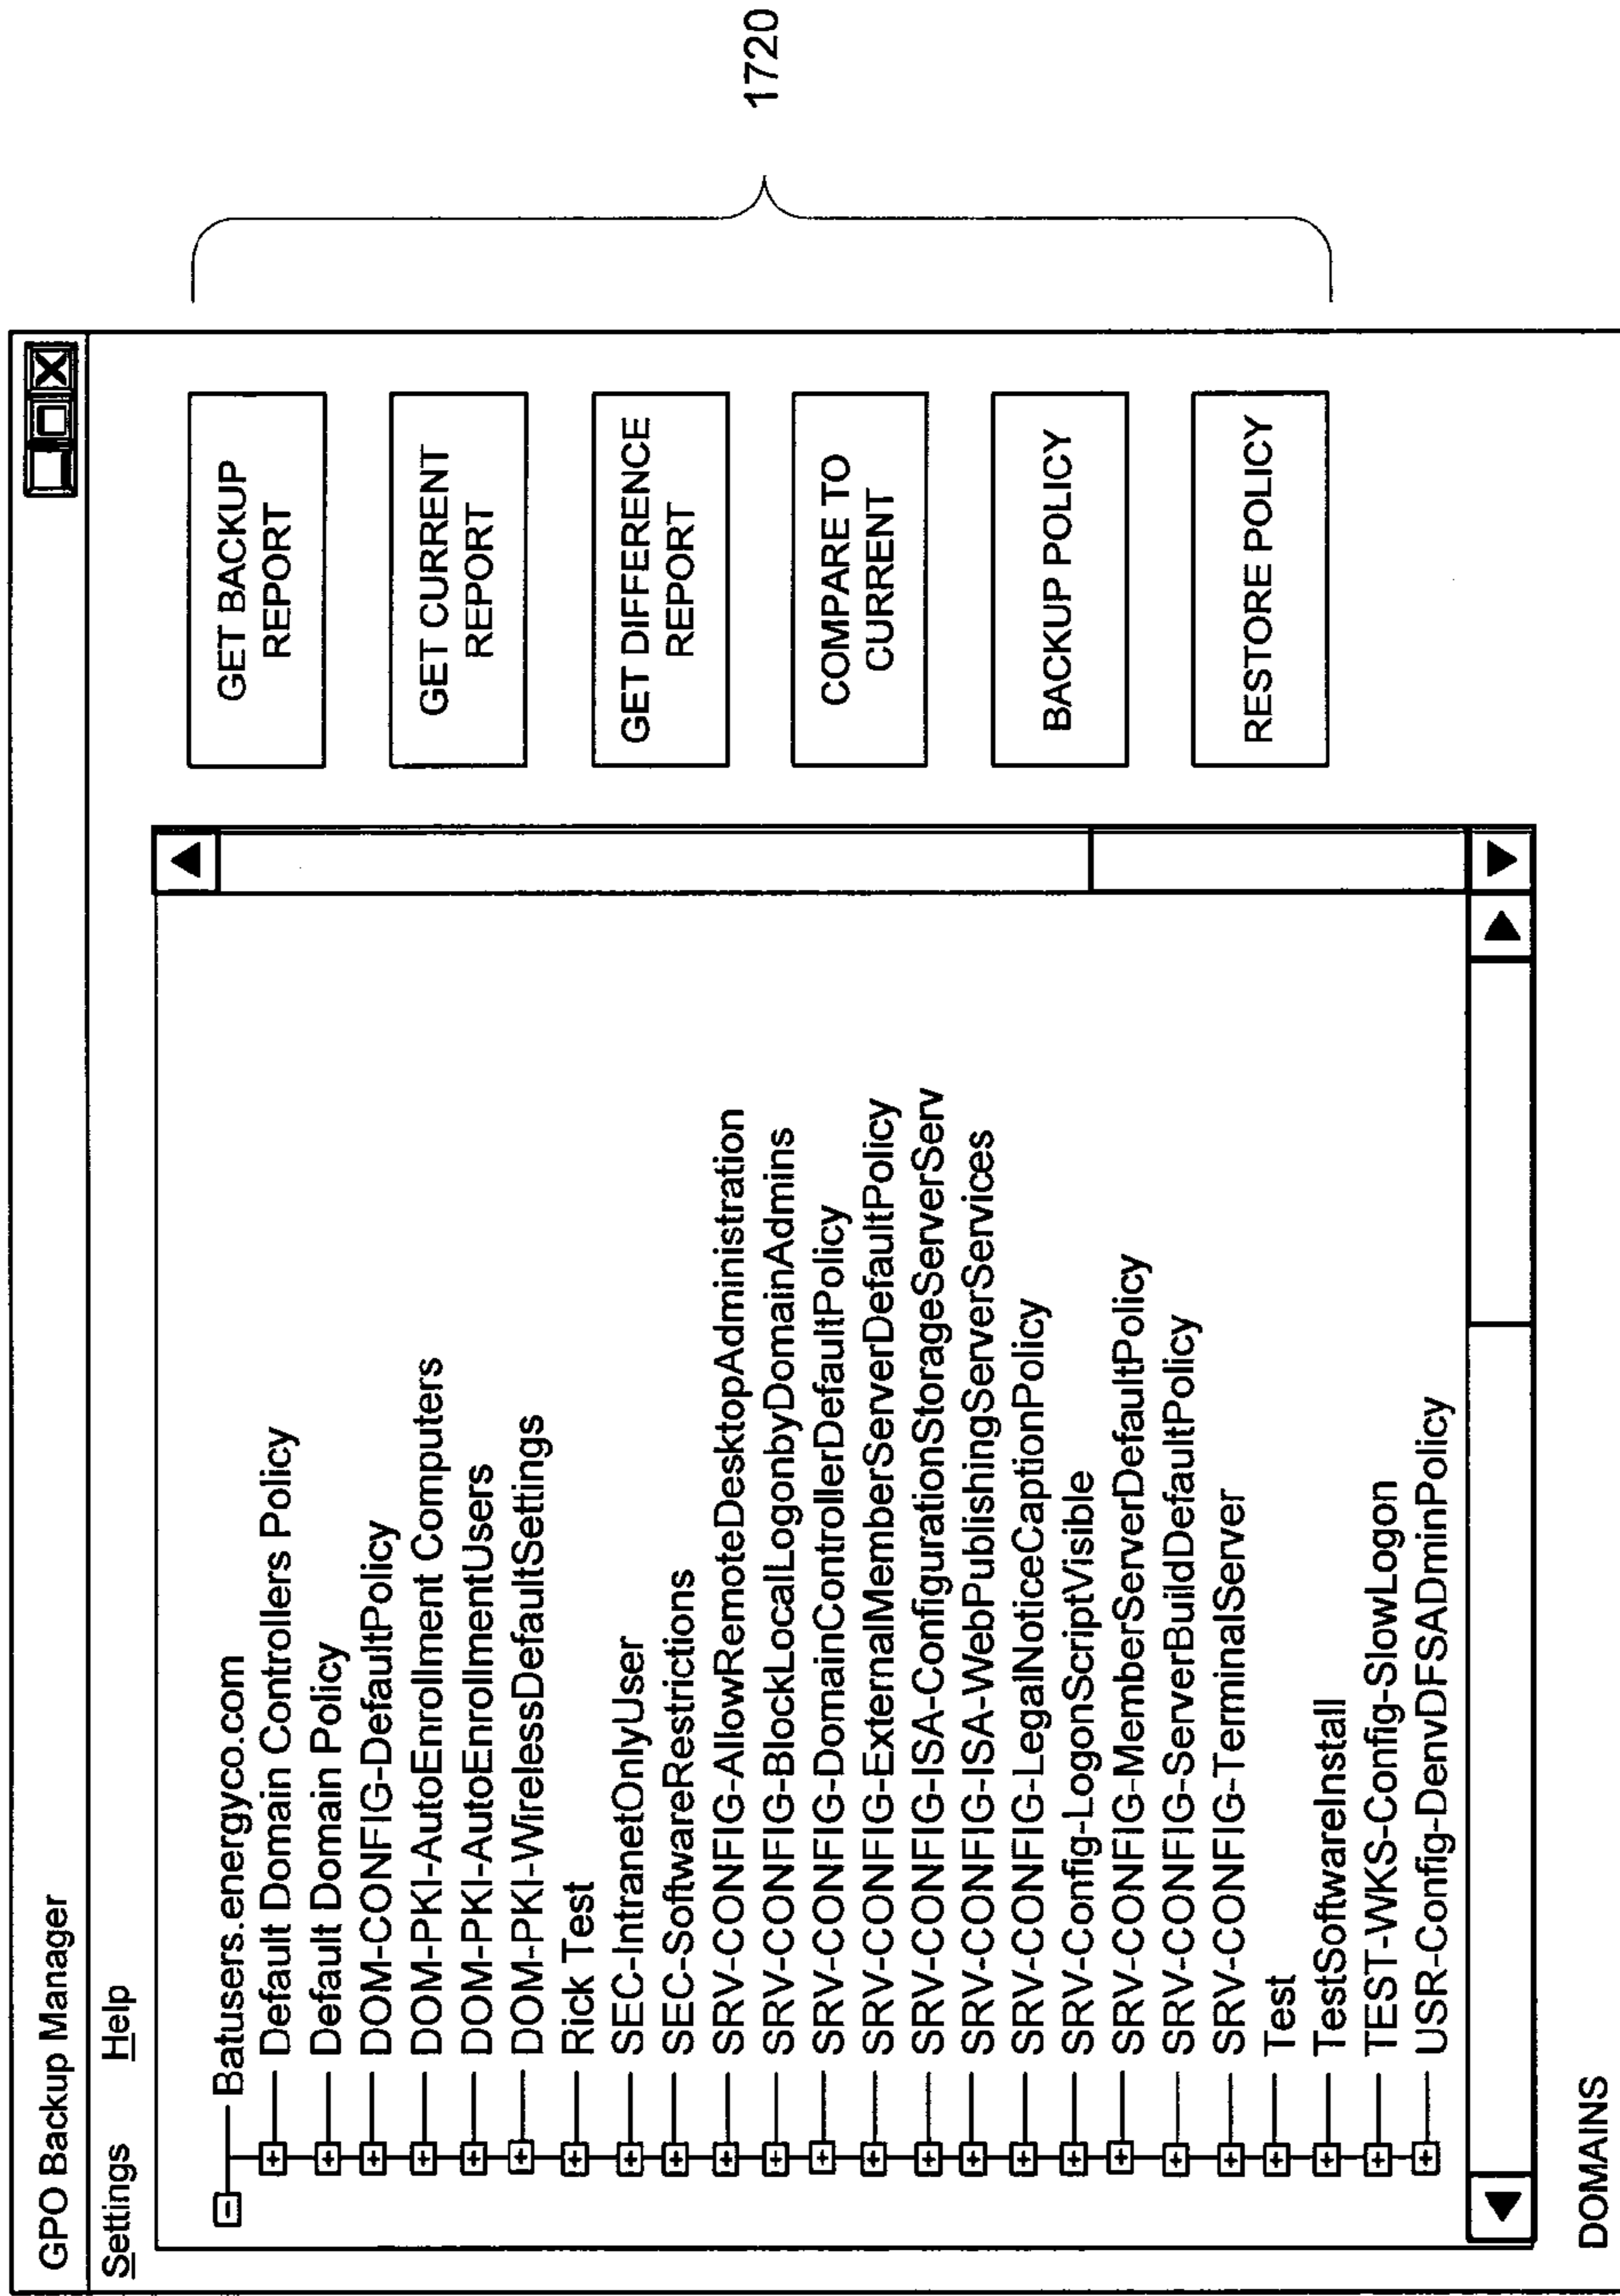 GPO Backup Manager
Settings Help
Batusers.energyco.com
Default Domain Controllers Policy
Default Domain Policy
DOM-CONFIG-DefaultPolicy
DOM-PKI-AutoEnrollment Computers
DOM-PKI-AutoEnrollmentUsers
DOM-PKI-WirelessDefaultSettings
Rick Test
SEC-IntranetOnlyUser
SEC-SoftwareRestrictions
SRV-CONFIG-AllowRemoteDesktopAdministration
SRV-CONFIG-BlockLocalLogonbyDomainAdmins
SRV-CONFIG-DomainControllerDefaultPolicy
SRV-CONFIG-ExternalMemberServerDefaultPolicy
SRV-CONFIG-ISA-ConfigurationStorageServerServ
SRV-CONFIG-ISA-WebPublishingServerServices
SRV-CONFIG-LegalNoticeCaptionPolicy
SRV-Config-LogonScriptVisible
SRV-CONFIG-MemberServerDefaultPolicy
SRV-CONFIG-ServerBuildDefaultPolicy
SRV-CONFIG-TerminalServer
Test
TestSoftwareInstall
TEST-WKS-Config-SlowLogon
USR-Config-DenvDFSADminPolicy
GET BACKUP
REPORT
GET CURRENT
REPORT
GET DIFFERENCE
REPORT
COMPARE TO
CURRENT
BACKUP POLICY
RESTORE POLICY
1720
DOMAINS